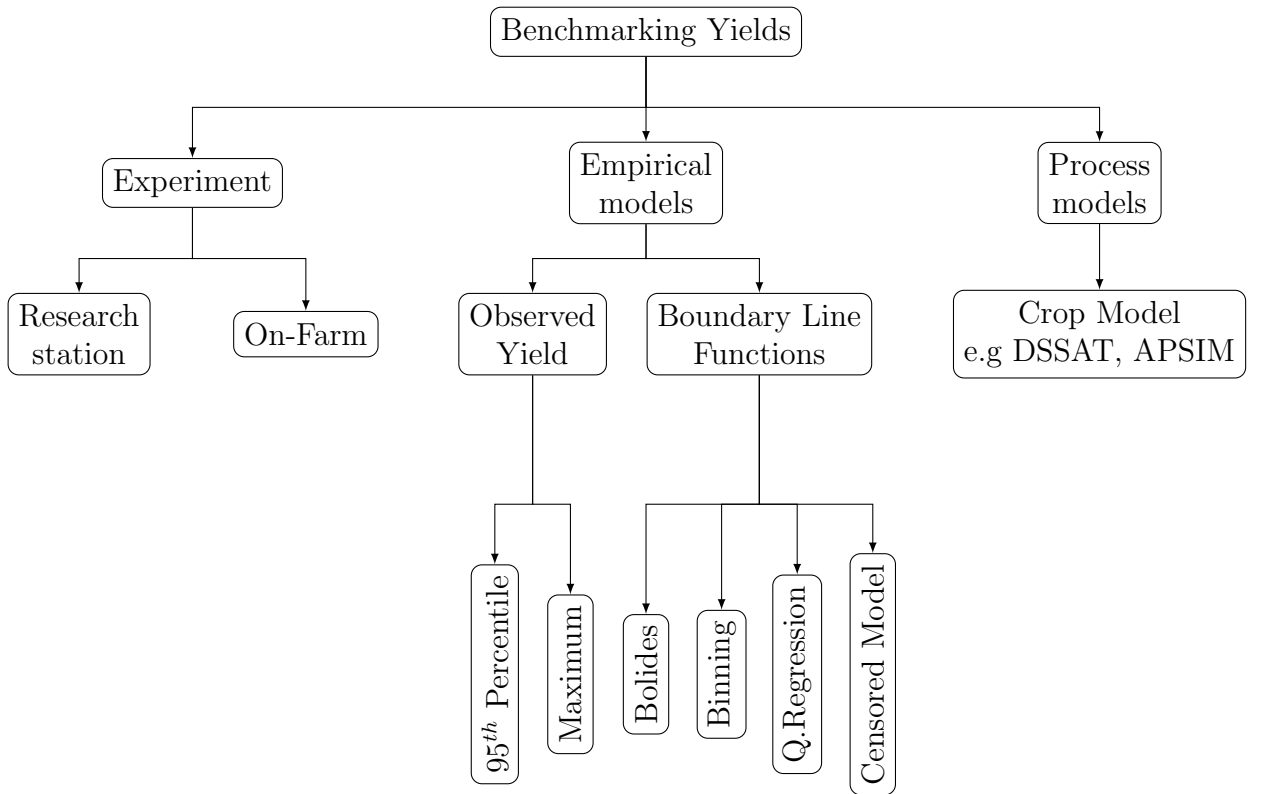 Benchmarking Yields
Experiment
Empirical
models
Process
models
Research
station
On-Farm
Observed
Yield
Boundary Line
Functions
Crop Model
e.g DSSAT, APSIM
95th Percentile
Maximum
Bolides
Binning
Q.Regression
Censored Model